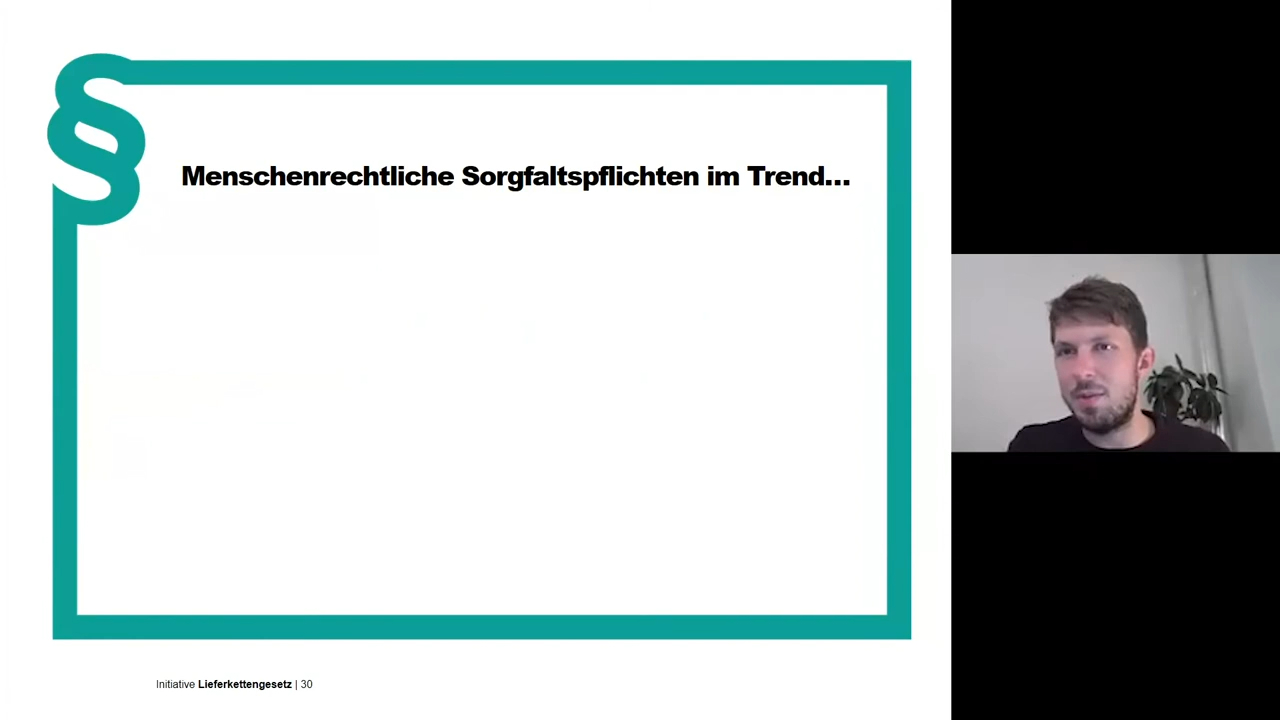 §
Menschenrechtliche Sorgfaltspflichten im Trend...
Initiative Lieferkettengesetz | 30